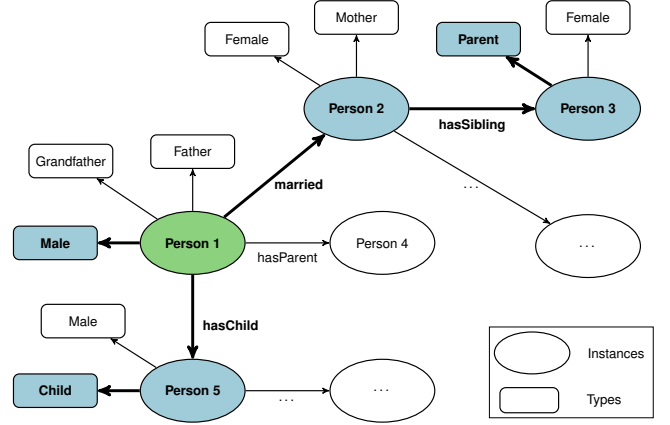 Mother
Female
Female
Parent
Person 2
Person 3
hasSibling
Father
Grandfather
married
...
Male
Person 1
Person 4
...
hasParent
hasChild
Male
Instances
Child
Person 5
...
...
Types